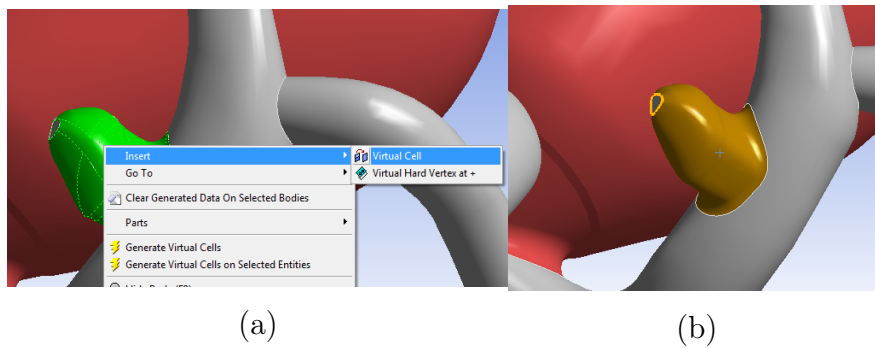 Insert
Virtual Cell
Go To
Virtual Hard Vertex at +
Clear Generated Data On Selected Bodies
Parts
Generate Virtual Cells
Generate Virtual Cells on Selected Entities
(a)
(b)